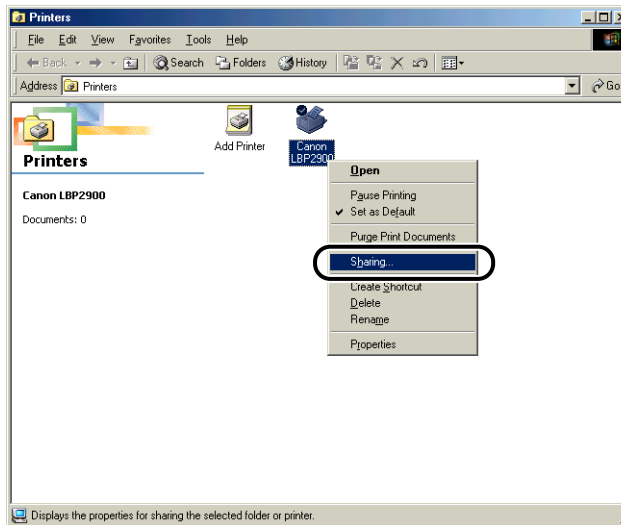 Printers
File Edit View Favorites Tools Help
Back Search Folders History
Address Printers Go
Printers
Canon LBP2900
Documents: 0
Add Printer
Canon
LBP2900
Open
Pause Printing
Set as Default
Purge Print Documents
Sharing...
Create Shortcut
Delete
Rename
Properties
Displays the properties for sharing the selected folder or printer.